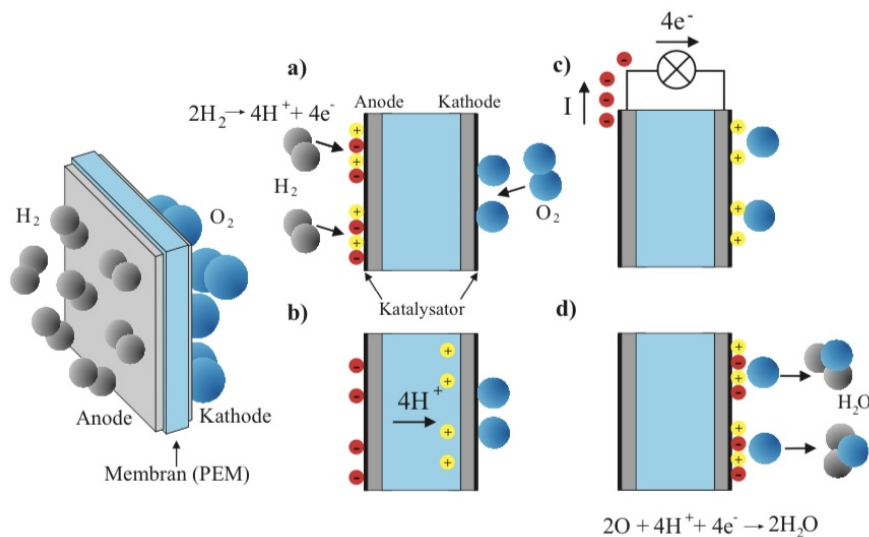 H₂
O₂
Anode
Kathode
Membran (PEM)
a)
2H₂→ 4H⁺+ 4e⁻
Anode
Kathode
H₂
O₂
Katalysator
b)
4H⁺
c)
4e⁻
I
d)
H₂O
2O + 4H⁺+ 4e⁻ → 2H₂O